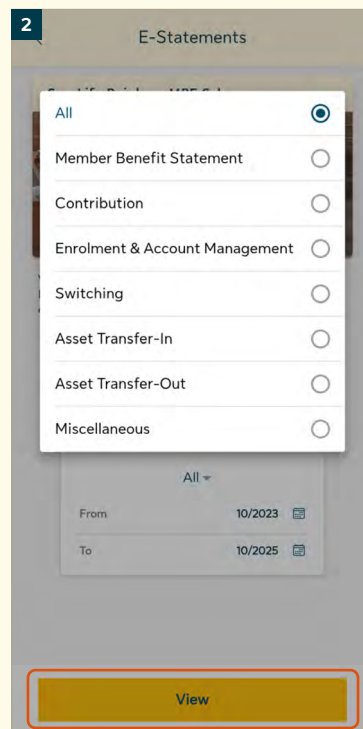 2
E-Statements
All
Member Benefit Statement
Contribution
Enrolment & Account Management
Switching
Asset Transfer-In
Asset Transfer-Out
Miscellaneous
All
From 10/2023
To 10/2025
View